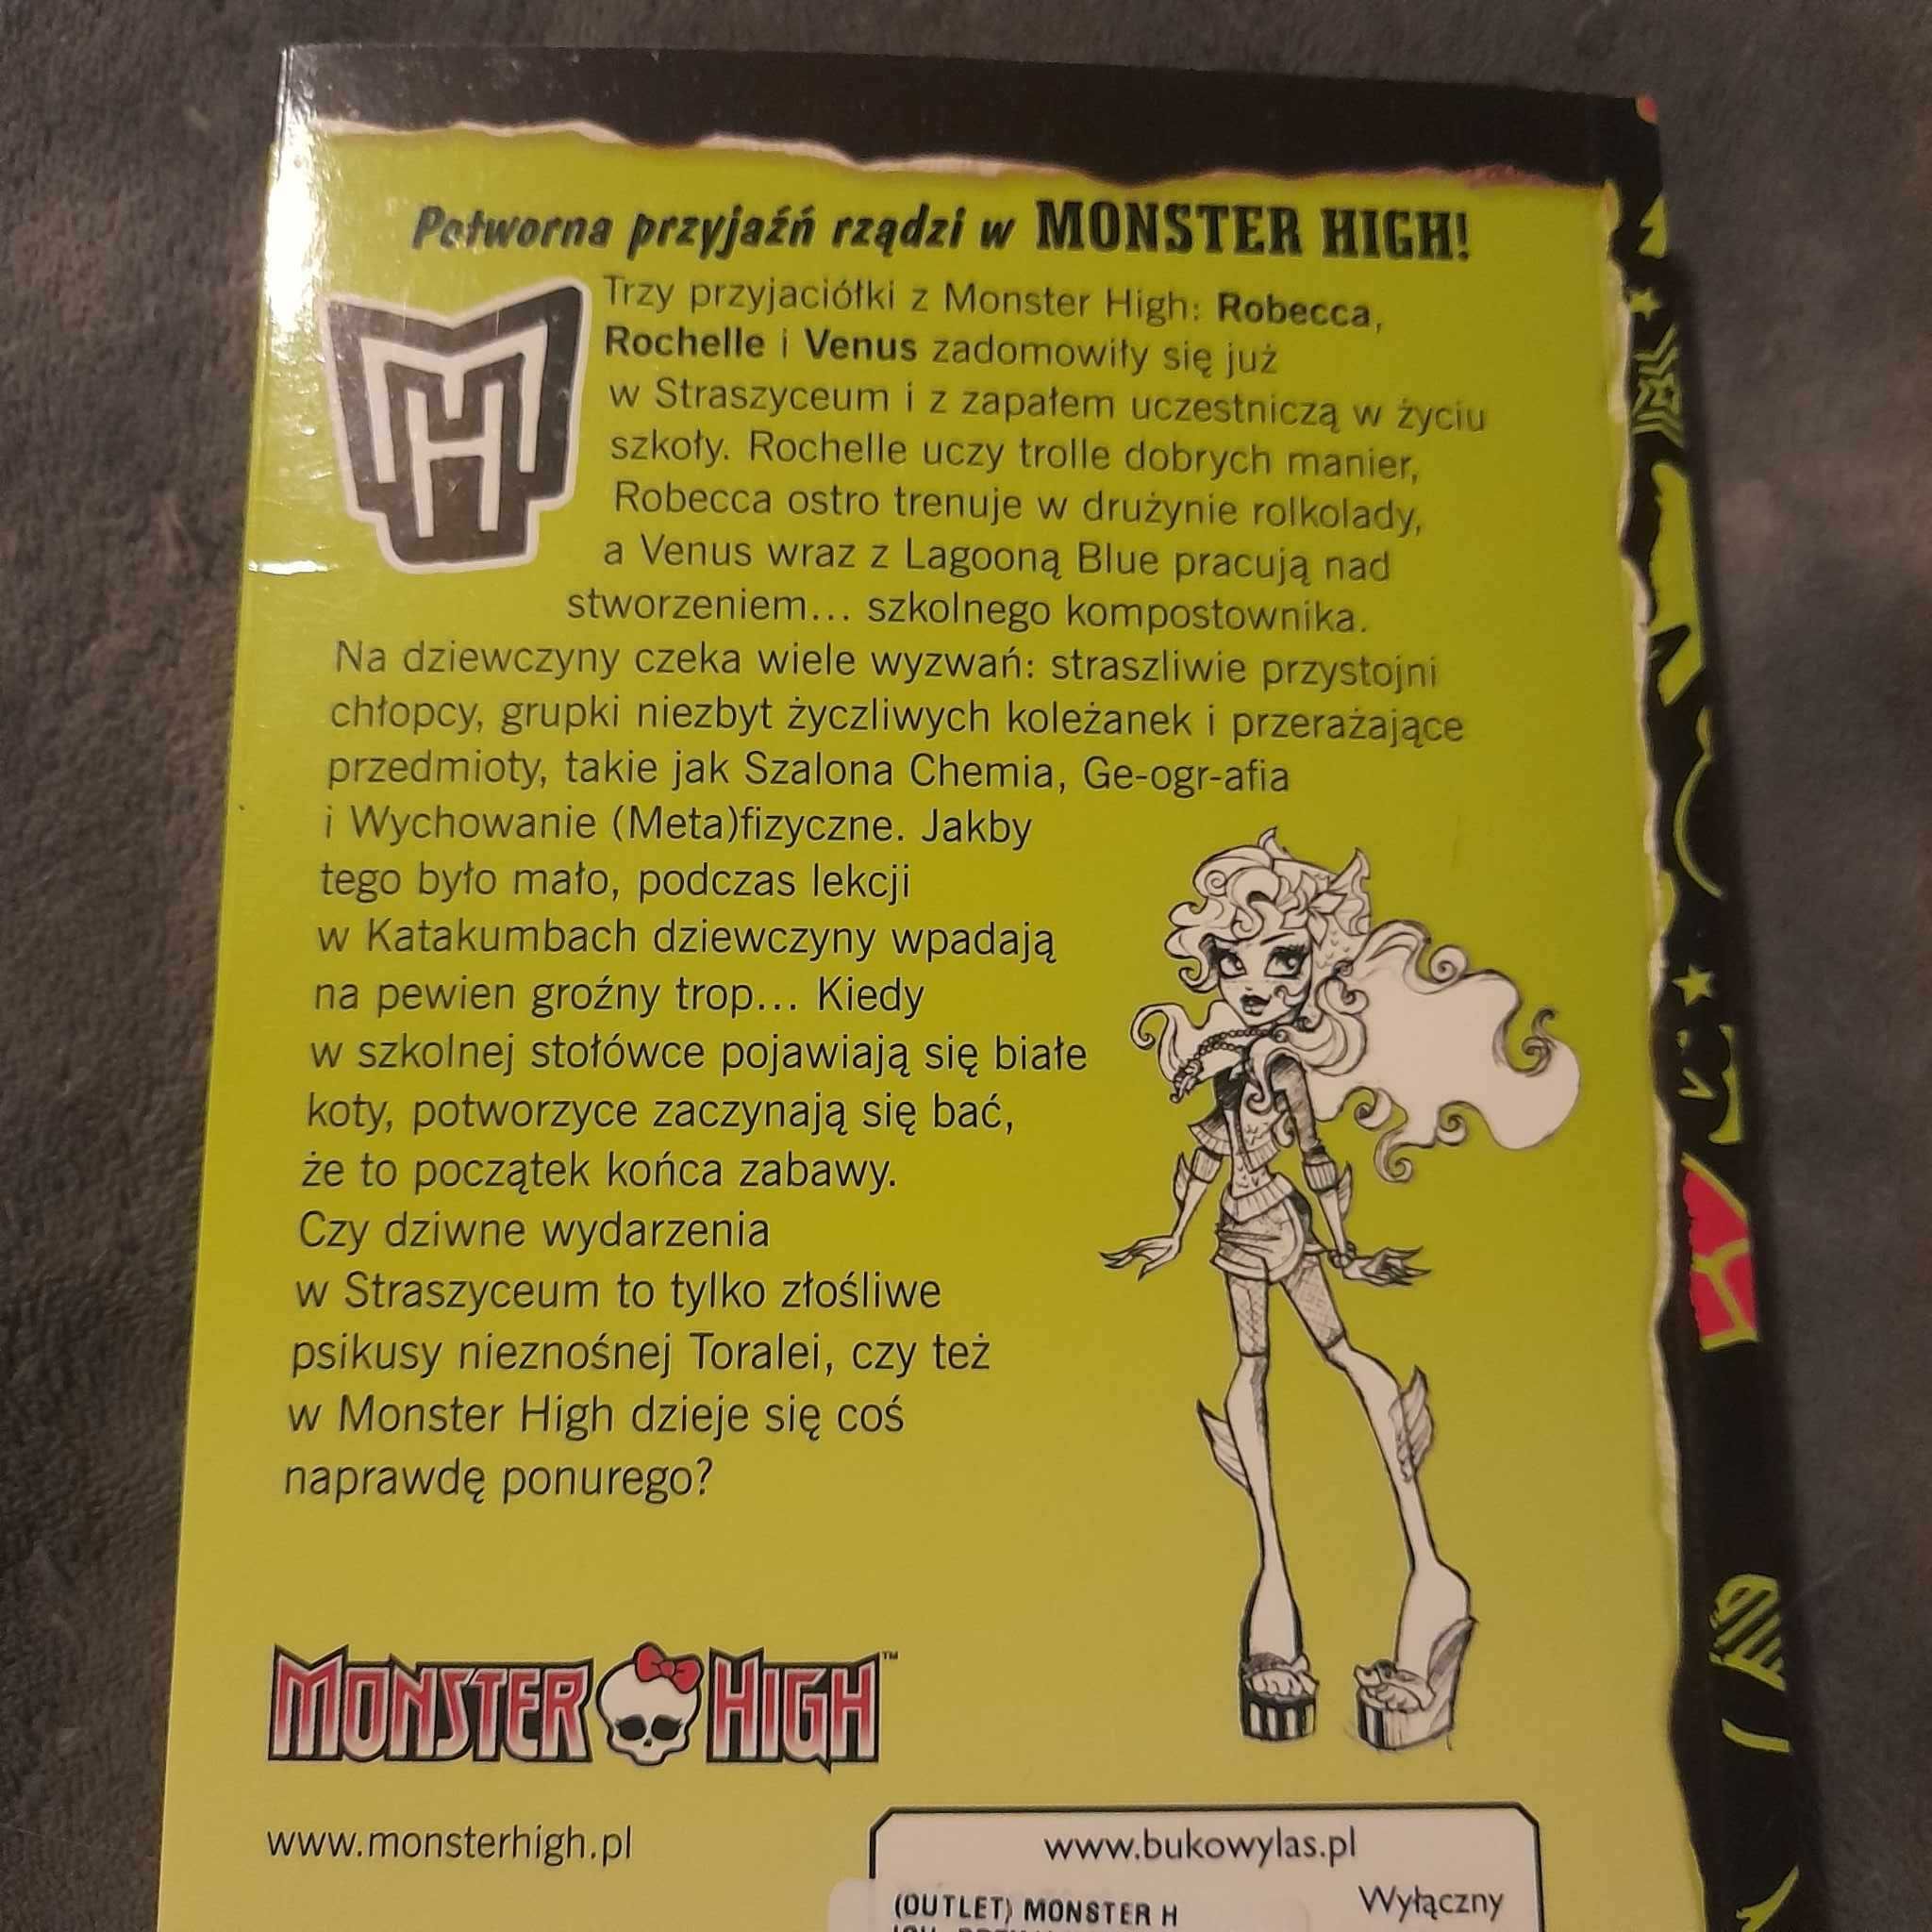 Potworna przyjaźń rządzi w MONSTER HIGH!
MH
Trzy przyjaciółki z Monster High: Robecca,
Rochelle i Venus zadomowiły się już
w Straszyceum i z zapałem uczestniczą w życiu
szkoły. Rochelle uczy trolle dobrych manier,
Robecca ostro trenuje w drużynie rolkolady,
a Venus wraz z Lagooną Blue pracują nad
stworzeniem... szkolnego kompostownika.
Na dziewczyny czeka wiele wyzwań: straszliwie przystojni
chłopcy, grupki niezbyt życzliwych koleżanek i przerażające
przedmioty, takie jak Szalona Chemia, Ge-ogr-afia
i Wychowanie (Meta)fizyczne. Jakby
tego było mało, podczas lekcji
w Katakumbach dziewczyny wpadają
na pewien groźny trop... Kiedy
w szkolnej stołówce pojawiają się białe
koty, potworzyce zaczynają się bać,
że to początek końca zabawy.
Czy dziwne wydarzenia
w Straszyceum to tylko złośliwe
psikusy nieznośnej Toralei, czy też
w Monster High dzieje się coś
naprawdę ponurego?
MONSTER HIGH™
www.monsterhigh.pl
www.bukowylas.pl
Wyłączny
(OUTLET) MONSTER H